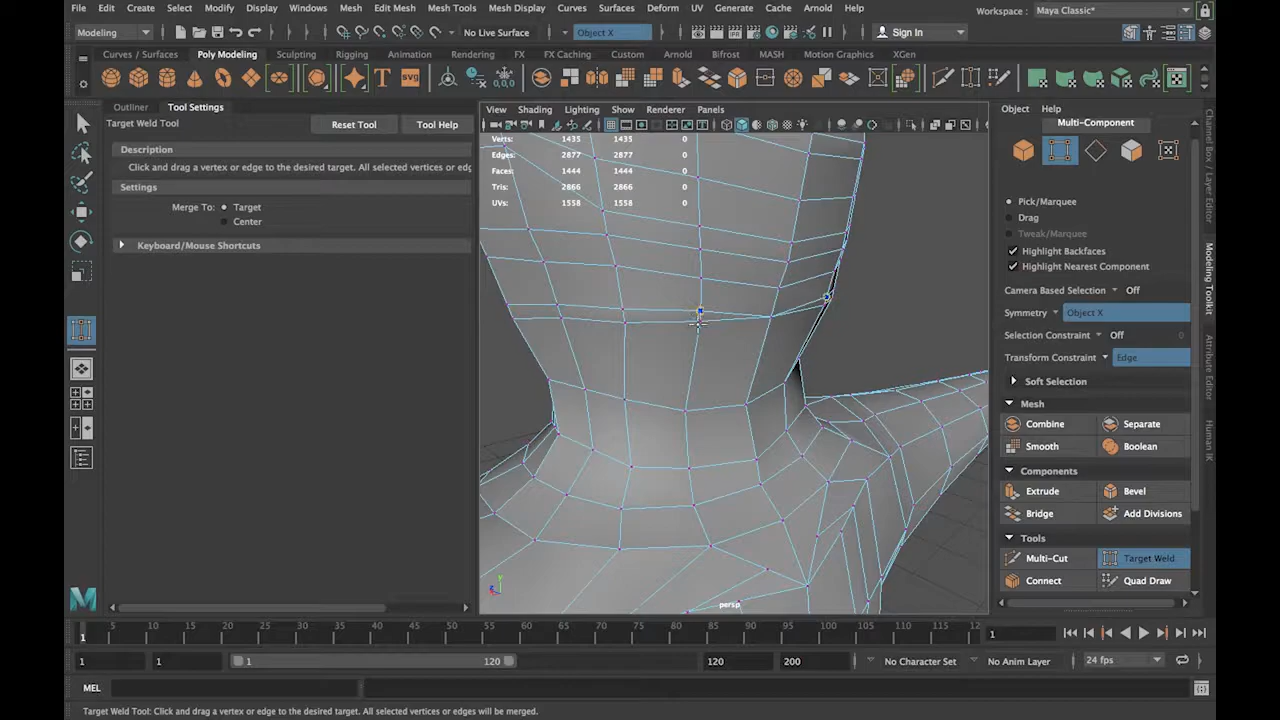 File Edit Create Select Modify Display Windows Mesh Edit Mesh Mesh Tools Mesh Display Curves Surfaces Deform UV Generate Cache Arnold Help
Workspace : Maya Classic*
Modeling No Live Surface Object X Sign In
Curves / Surfaces Poly Modeling Sculpting Rigging Animation Rendering FX FX Caching Custom Arnold Bifrost MASH Motion Graphics XGen
Outliner Tool Settings
Target Weld Tool Reset Tool Tool Help
Description
Click and drag a vertex or edge to the desired target. All selected vertices or edg
Settings
Merge To: Target
Center
Keyboard/Mouse Shortcuts
View Shading Lighting Show Renderer Panels
Verts: 1435 1435 0
Edges: 2877 2877 0
Faces: 1444 1444 0
Tris: 2866 2866 0
UVs: 1558 1558 0
persp
Object Help
Multi-Component
Pick/Marquee
Drag
Tweak/Marquee
Highlight Backfaces
Highlight Nearest Component
Camera Based Selection Off
Symmetry Object X
Selection Constraint Off 0
Transform Constraint Edge
Soft Selection
Mesh
Combine Separate
Smooth Boolean
Components
Extrude Bevel
Bridge Add Divisions
Tools
Multi-Cut Target Weld
Connect Quad Draw
Channel Box / Layer Editor
Modeling Toolkit
Attribute Editor
Human IK
1 5 10 15 20 25 30 35 40 45 50 55 60 65 70 75 80 85 90 95 100 105 110 115 12 1
1 1 1 120 120 200 No Character Set No Anim Layer 24 fps
MEL
Target Weld Tool: Click and drag a vertex or edge to the desired target. All selected vertices or edges will be merged.